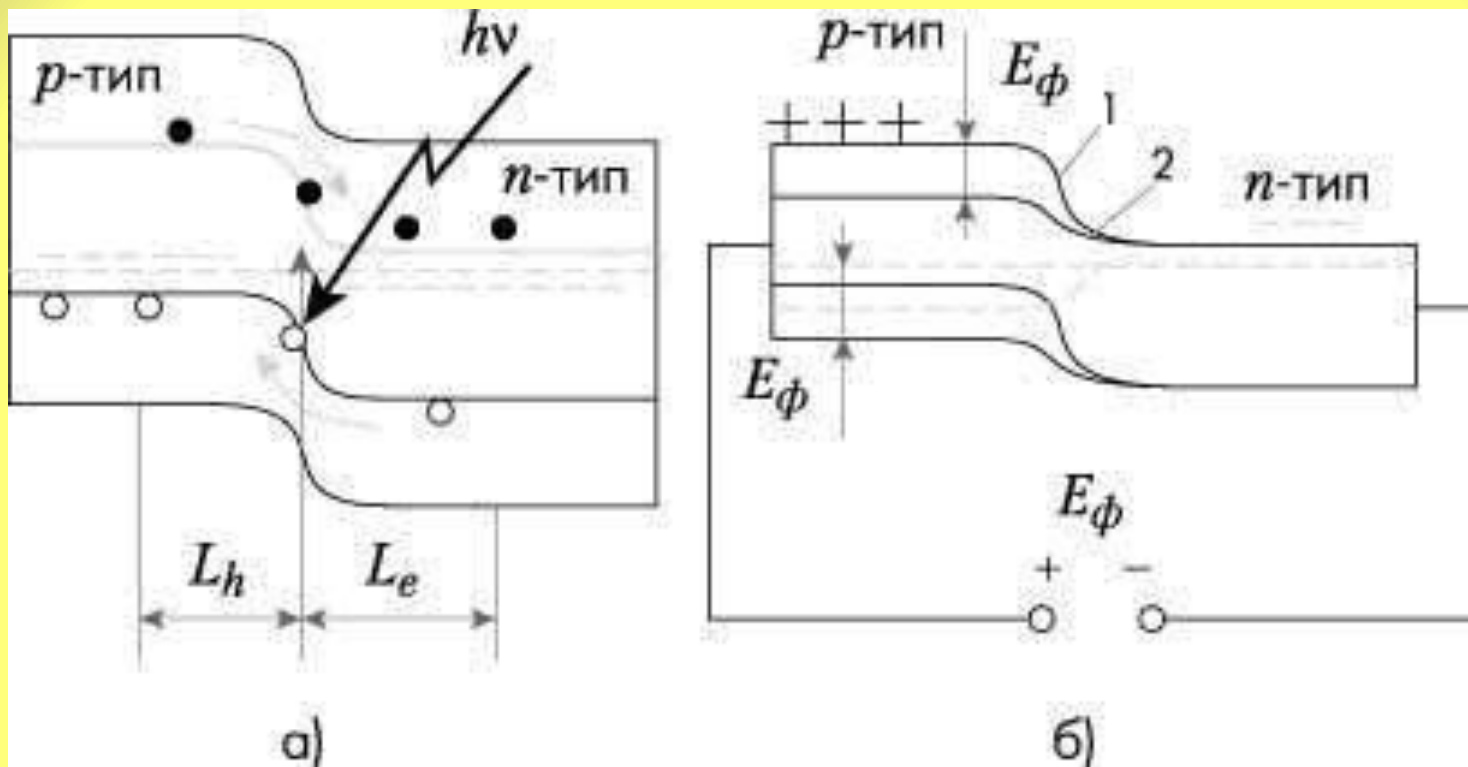 hν
p-тип
n-тип
L_h
L_e
а)
p-тип
E_ф
1
2
n-тип
+ + +
E_ф
E_ф
+ −
б)